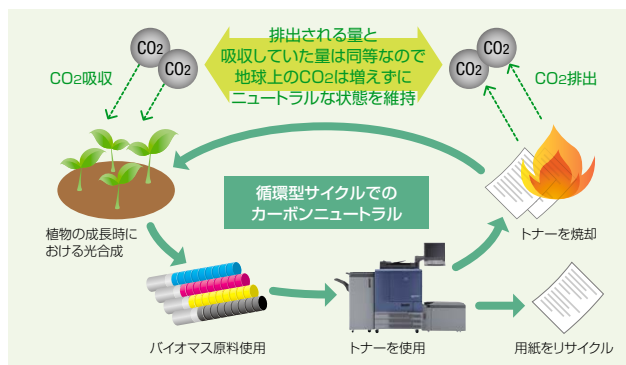 CO2
CO2
排出される量と
吸収していた量は同等なので
地球上のCO2は増えずに
ニュートラルな状態を維持
CO2
CO2
CO2吸収
CO2排出
循環型サイクルでの
カーボンニュートラル
植物の成長時に
おける光合成
トナーを焼却
バイオマス原料使用
トナーを使用
用紙をリサイクル